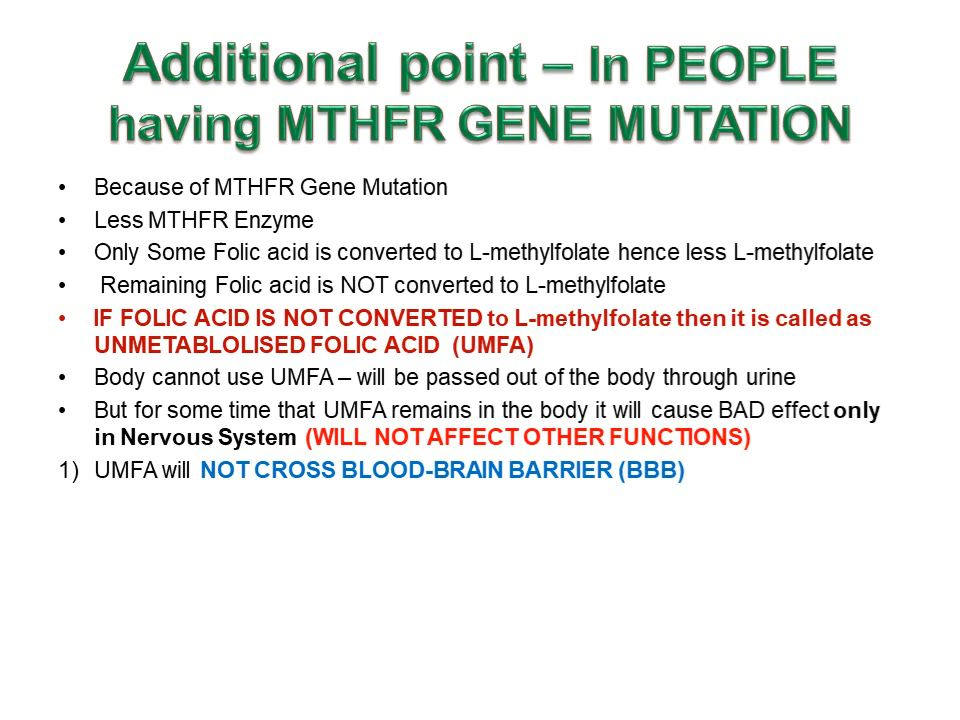 Additional point – In PEOPLE
having MTHFR GENE MUTATION
• Because of MTHFR Gene Mutation
• Less MTHFR Enzyme
• Only Some Folic acid is converted to L-methylfolate hence less L-methylfolate
• Remaining Folic acid is NOT converted to L-methylfolate
• IF FOLIC ACID IS NOT CONVERTED to L-methylfolate then it is called as
UNMETABLOLISED FOLIC ACID (UMFA)
• Body cannot use UMFA – will be passed out of the body through urine
• But for some time that UMFA remains in the body it will cause BAD effect only
in Nervous System (WILL NOT AFFECT OTHER FUNCTIONS)
1) UMFA will NOT CROSS BLOOD-BRAIN BARRIER (BBB)